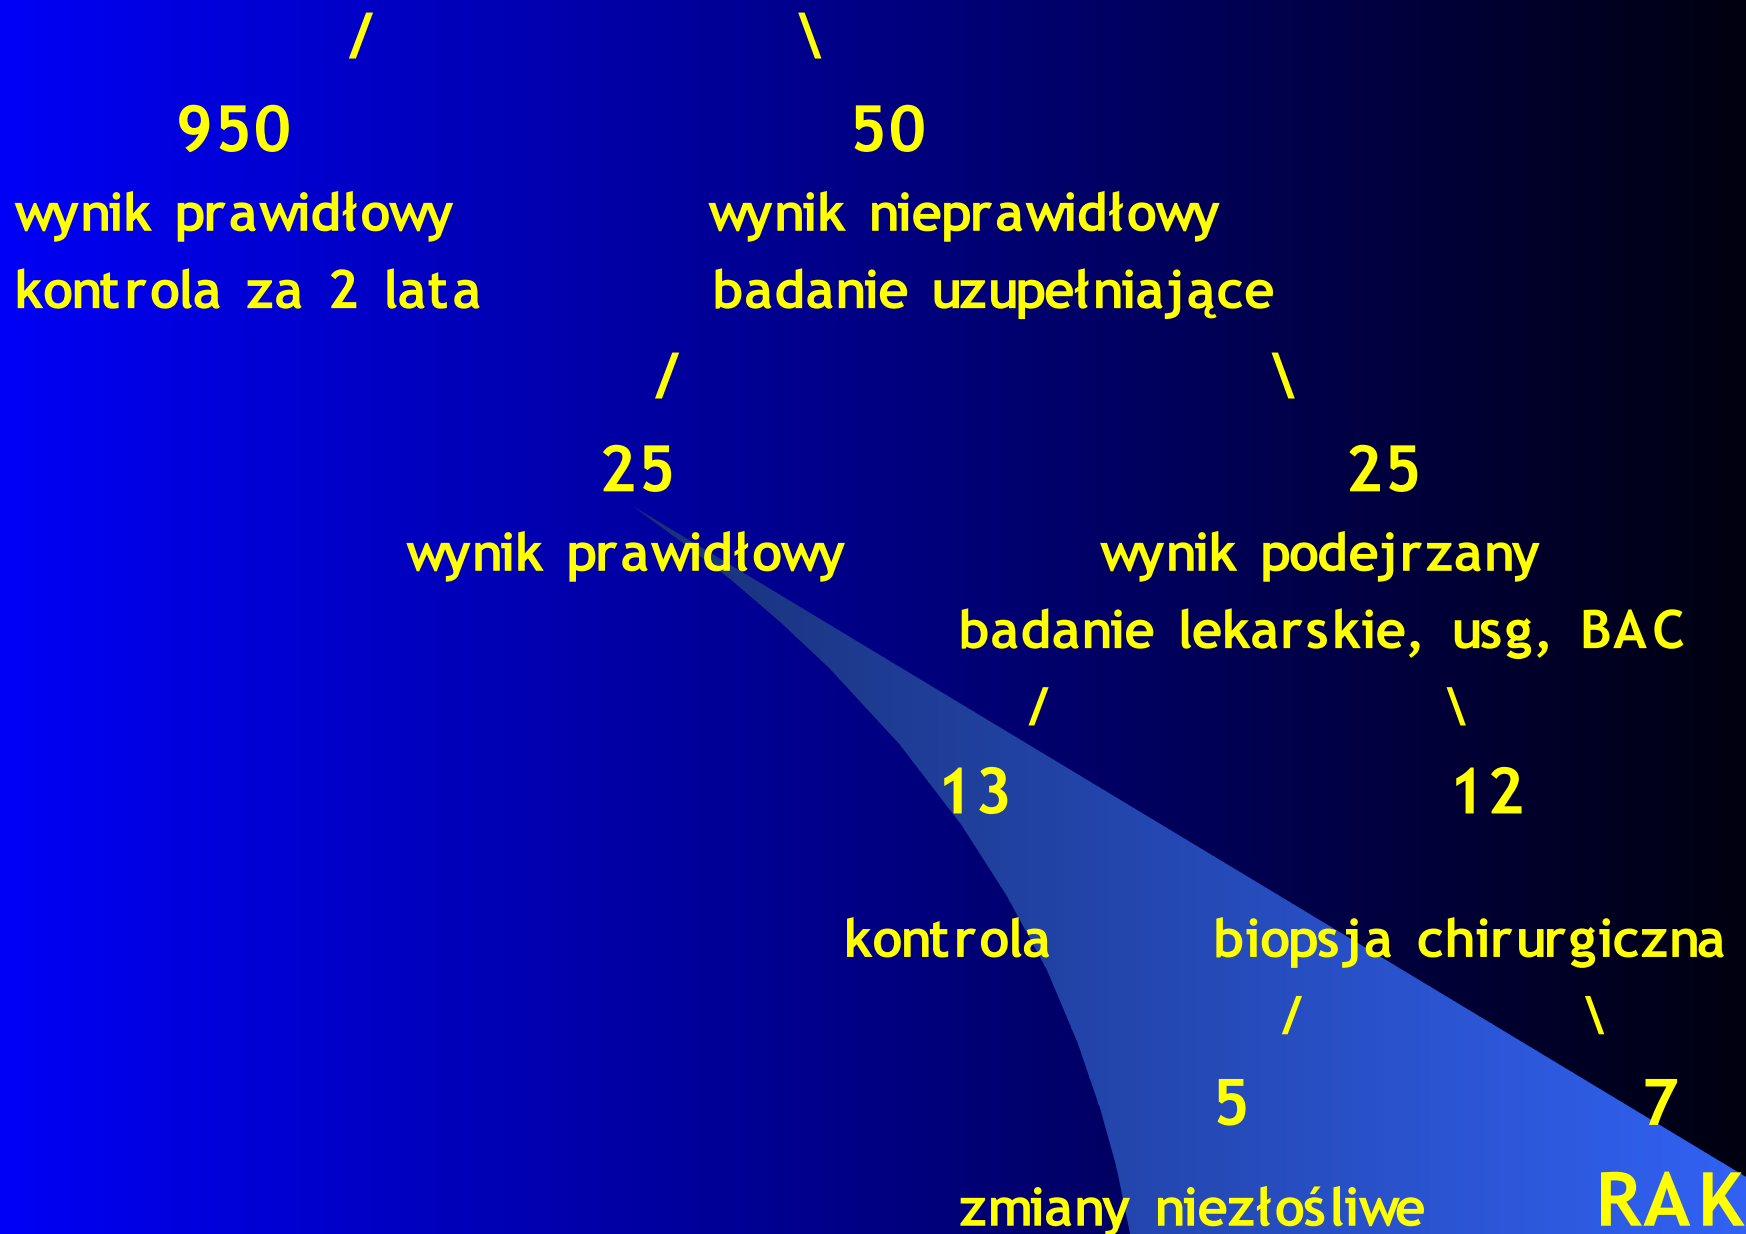 / \
950 50
wynik prawidłowy wynik nieprawidłowy
kontrola za 2 lata badanie uzupełniające
/ \
25 25
wynik prawidłowy wynik podejrzany
badanie lekarskie, usg, BAC
/ \
13 12
kontrola biopsja chirurgiczna
/ \
5 7
zmiany niezłośliwe RAK